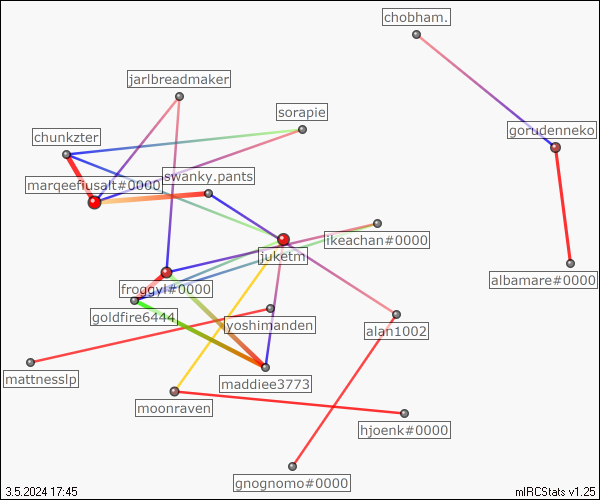 chobham.
jarlbreadmaker
sorapie
chunkzter
gorudenneko
swanky.pants
marqeefiusalt#0000
ikeachan#0000
juketm
albamare#0000
froggyl#0000
goldfire6444
yoshimanden
alan1002
mattnesslp
maddiee3773
moonraven
hjoenk#0000
gnognomo#0000
3.5.2024 17:45
mIRCStats v1.25